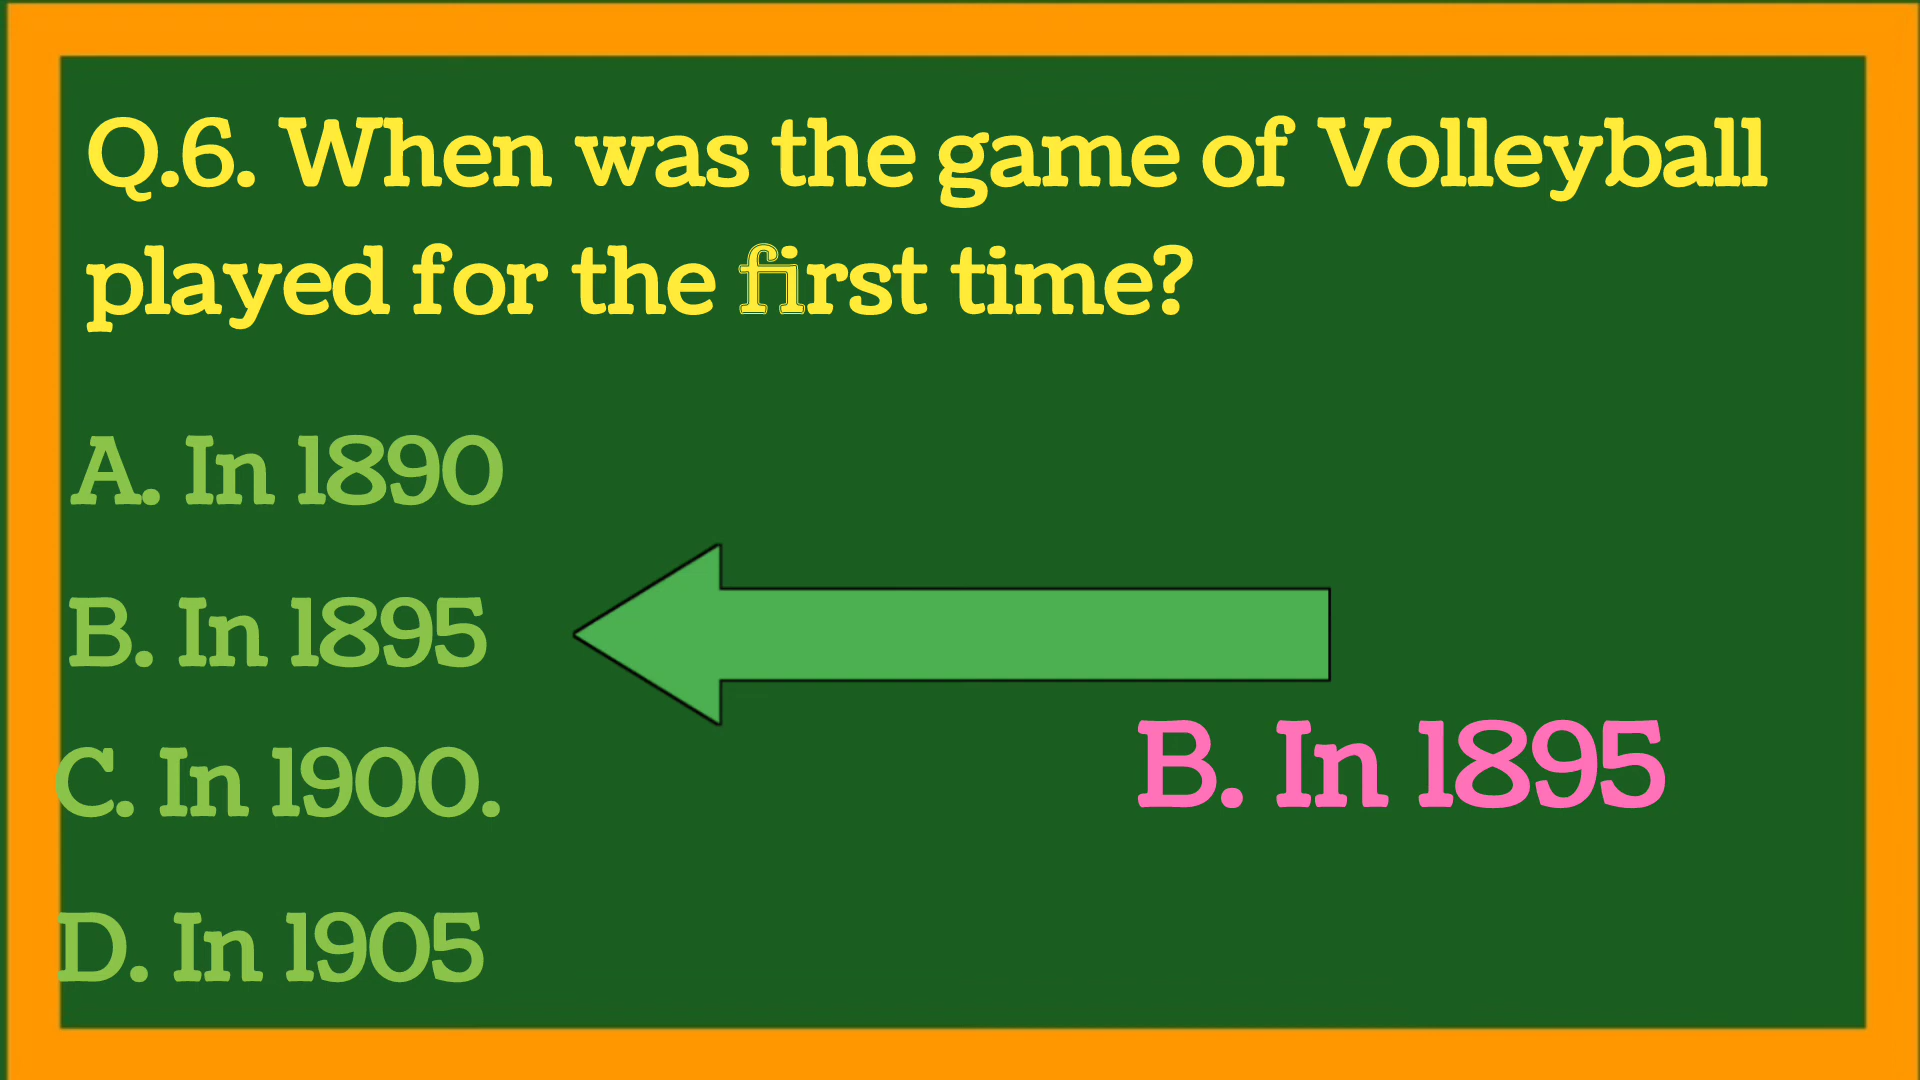 Q.6. When was the game of Volleyball
played for the first time?
A. In 1890
B. In 1895
C. In 1900.
B. In 1895
D. In 1905